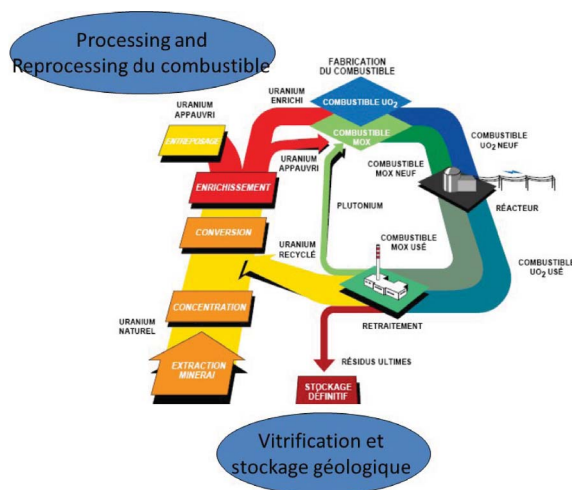 Processing and
Reprocessing du combustible
FABRICATION
DU COMBUSTIBLE
URANIUM
ENRICHI
COMBUSTIBLE UO2
COMBUSTIBLE
MOX
URANIUM
APPAUVRI
ENTREPOSAGE
URANIUM
APPAUVRI
COMBUSTIBLE
UO2 NEUF
COMBUSTIBLE
MOX NEUF
ENRICHISSEMENT
RÉACTEUR
PLUTONIUM
CONVERSION
URANIUM
RECYCLÉ
COMBUSTIBLE
MOX USÉ
COMBUSTIBLE
UO2 USÉ
CONCENTRATION
URANIUM
NATUREL
RETRAITEMENT
EXTRACTION
MINERAI
RÉSIDUS ULTIMES
STOCKAGE
DÉFINITIF
Vitrification et
stockage géologique